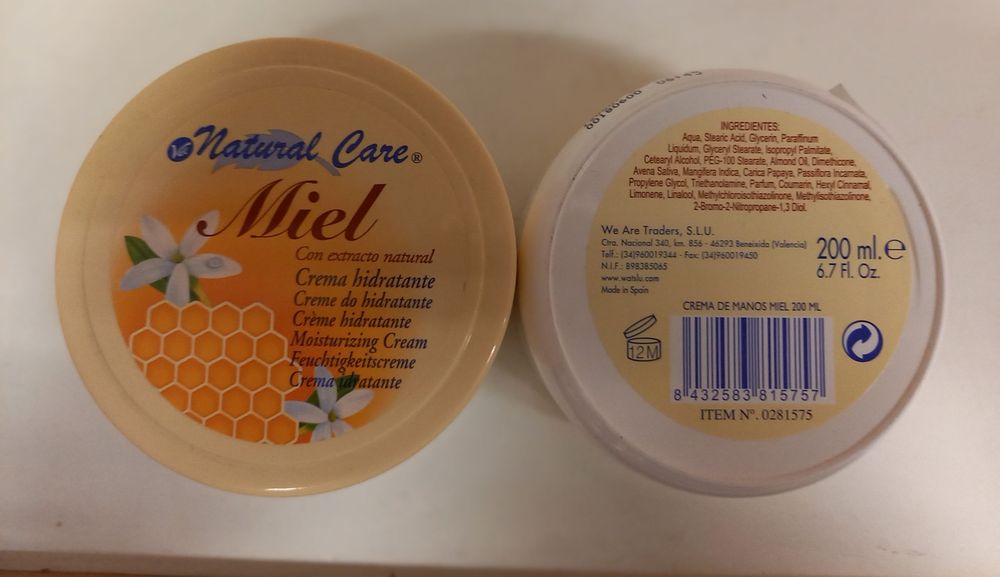 Natural Care®
Miel
Con extracto natural
Crema hidratante
Creme do hidratante
Crème hidratante
Moisturizing Cream
Feuchtigkeitscreme
Crema idratante
INGREDIENTES:
Aqua, Stearic Acid, Glycerin, Paraffinum
Liquidum, Glyceryl Stearate, Isopropyl Palmitate,
Cetearyl Alcohol, PEG-100 Stearate, Almond Oil, Dimethicone,
Avena Sativa, Mangifera Indica, Carica Papaya, Passiflora Incarnata,
Propylene Glycol, Triethanolamine, Parfum, Coumarin, Hexyl Cinnamal,
Limonene, Linalool, Methylchloroisothiazolinone, Methylisothiazolinone,
2-Bromo-2-Nitropropane-1,3 Diol.
We Are Traders, S.L.U.
Ctra. Nacional 340, km. 856 - 46293 Beneixida (Valencia)
Telf.: (34)960019344 - Fax: (34)960019450
N.I.F.: B98385065
www.watslu.com
Made in Spain
200 ml. e
6.7 Fl. Oz.
CREMA DE MANOS MIEL 200 ML
12M
8 432583 815757
ITEM Nº. 0281575